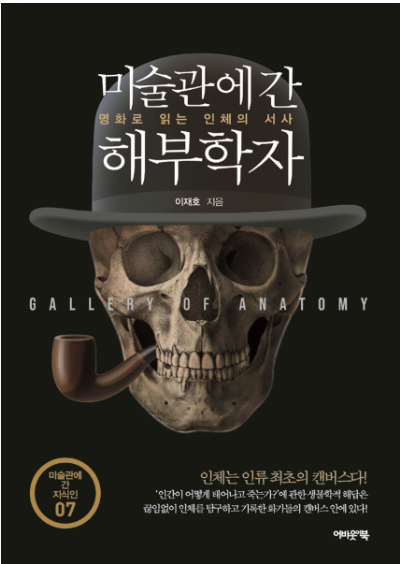 미술관에 간
명화로 읽는 인체의 서사
해부학자
이재호 지음
GALLERY OF ANATOMY
미술관에
간
지식인
07
인체는 인류 최초의 캔버스다!
‘인간이 어떻게 태어나고 죽는가?’에 관한 생물학적 해답은
끊임없이 인체를 탐구하고 기록한 화가들의 캔버스 안에 있다!
어바웃어북